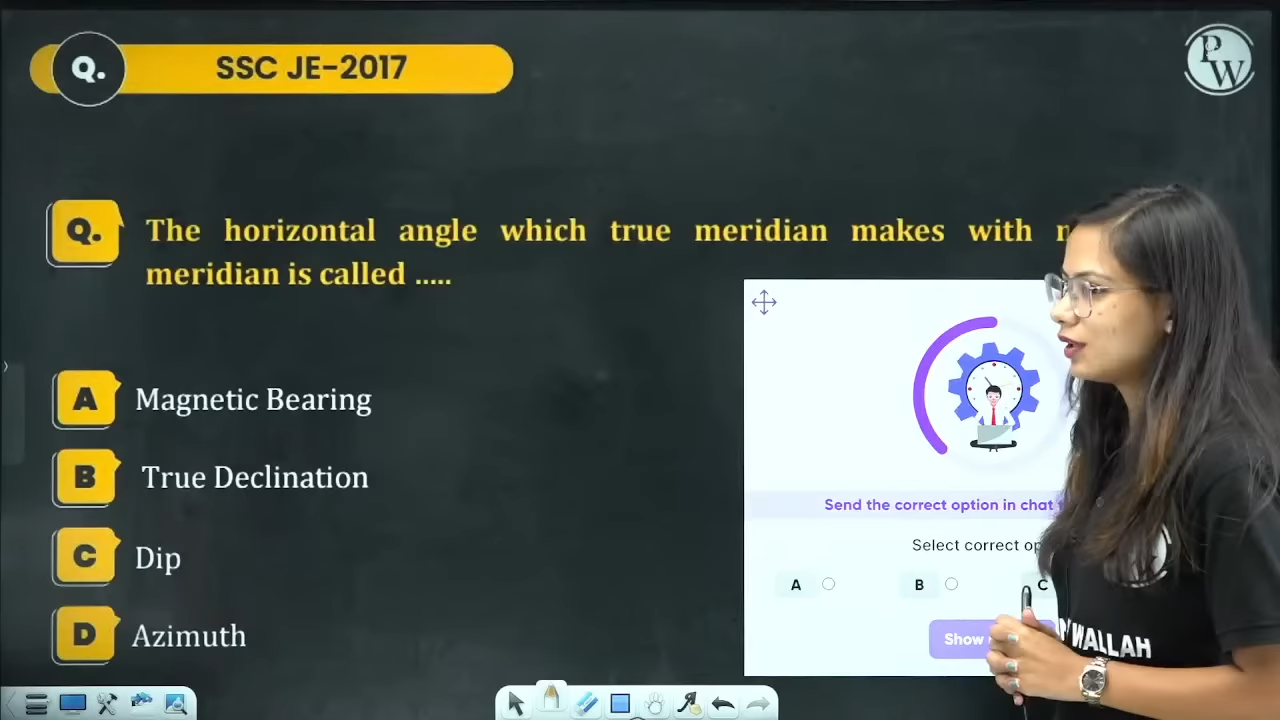 Q.
SSC JE-2017
PW
Q.
The horizontal angle which true meridian makes with
meridian is called .....
A Magnetic Bearing
B True Declination
C Dip
D Azimuth
Send the correct option in chat
Select correct
A
B
C
Show
WALLAH